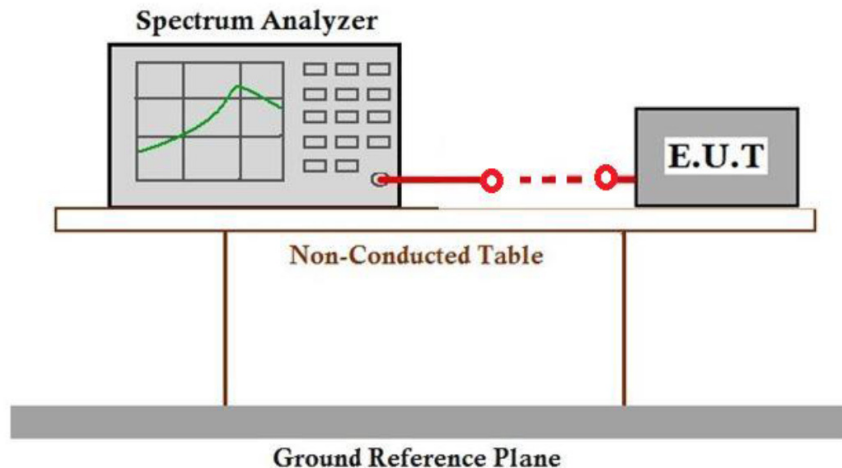 Spectrum Analyzer
E.U.T
Non-Conducted Table
Ground Reference Plane